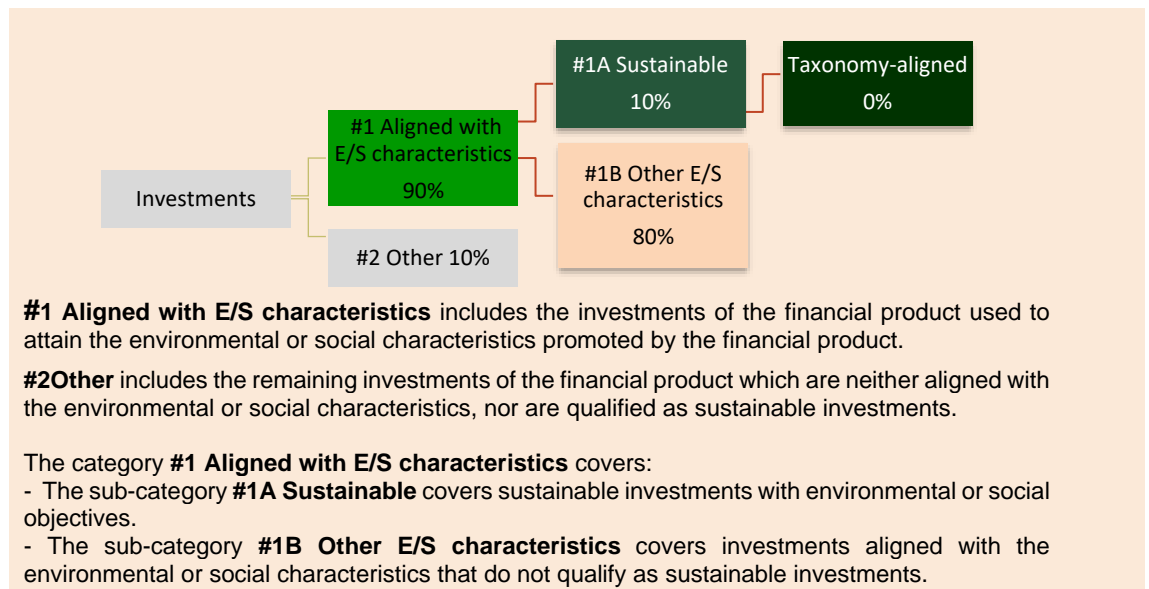 #1A Sustainable
10%
Taxonomy-aligned
0%
#1 Aligned with
E/S characteristics
90%
#1B Other E/S
characteristics
80%
Investments
#2 Other 10%
#1 Aligned with E/S characteristics includes the investments of the financial product used to
attain the environmental or social characteristics promoted by the financial product.
#2Other includes the remaining investments of the financial product which are neither aligned with
the environmental or social characteristics, nor are qualified as sustainable investments.
The category #1 Aligned with E/S characteristics covers:
- The sub-category #1A Sustainable covers sustainable investments with environmental or social
objectives.
- The sub-category #1B Other E/S characteristics covers investments aligned with the
environmental or social characteristics that do not qualify as sustainable investments.